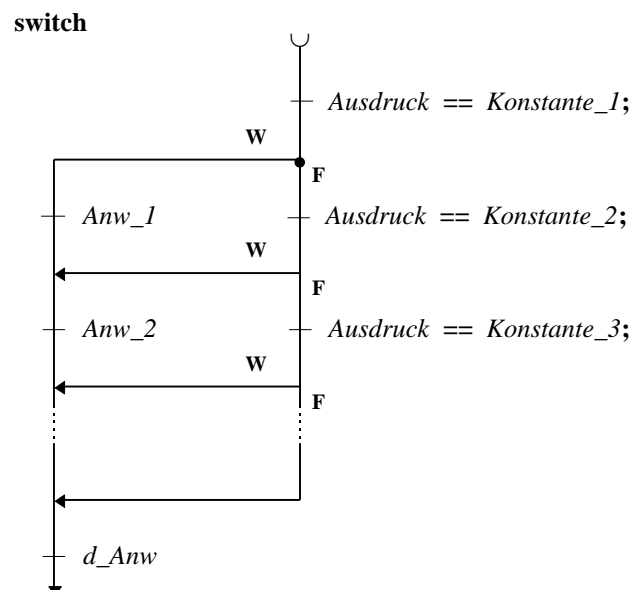 switch
Ausdruck == Konstante_1;
W
F
Anw_1 Ausdruck == Konstante_2;
W
F
Anw_2 Ausdruck == Konstante_3;
W
F
d_Anw